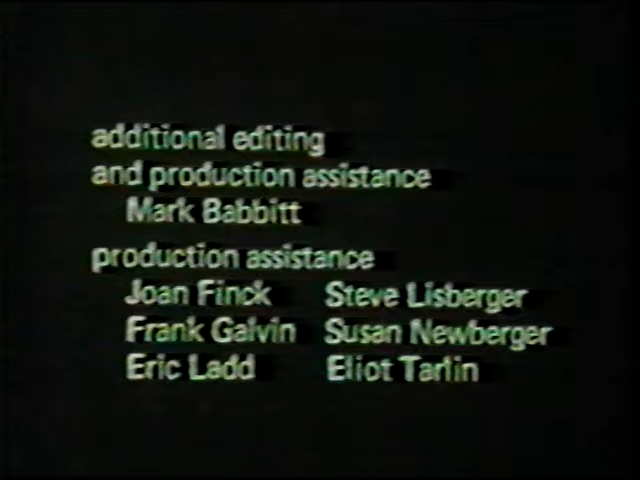 additional editing
and production assistance
Mark Babbitt
production assistance
Joan Finck Steve Lisberger
Frank Galvin Susan Newberger
Eric Ladd Eliot Tarlin